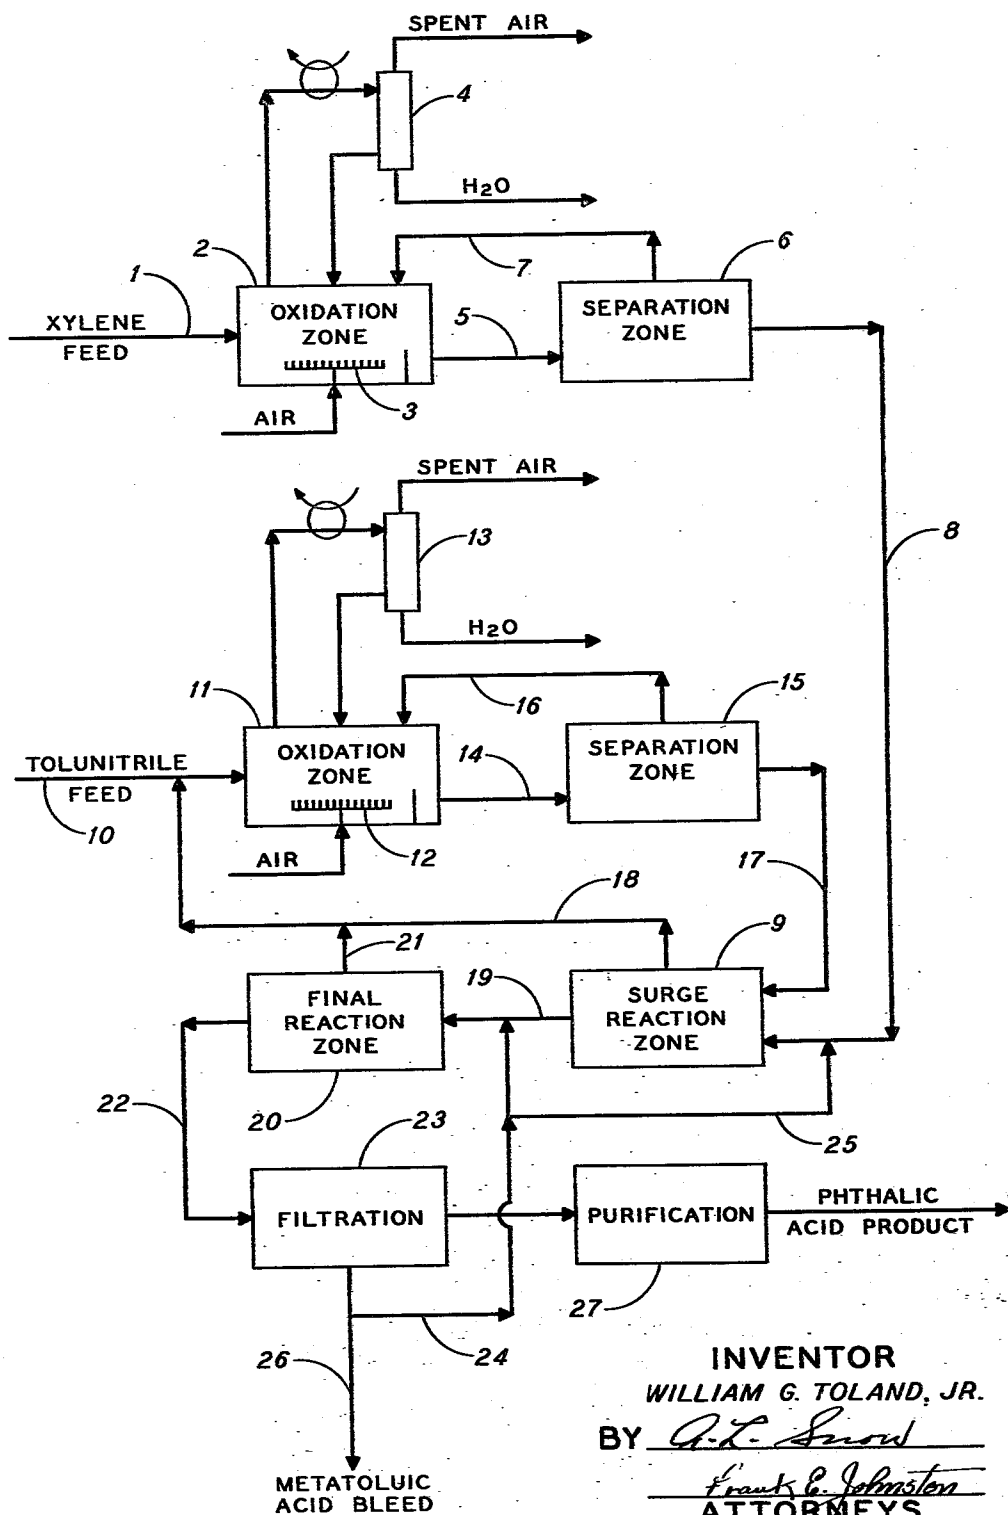 SPENT AIR
4
H2O
2
1
7
6
XYLENE
FEED
OXIDATION
ZONE
5
SEPARATION
ZONE
AIR
3
SPENT AIR
13
8
H2O
11
16
15
TOLUNITRILE
FEED
10
OXIDATION
ZONE
14
SEPARATION
ZONE
AIR
12
17
18
21
9
19
FINAL
REACTION
ZONE
SURGE
REACTION
ZONE
22
20
23
25
FILTRATION
PURIFICATION
PHTHALIC
ACID PRODUCT
27
24
26
METATOLUIC
ACID BLEED
INVENTOR
WILLIAM G. TOLAND, JR.
BY A. L. Snow
Frank E. Johnston
ATTORNEYS